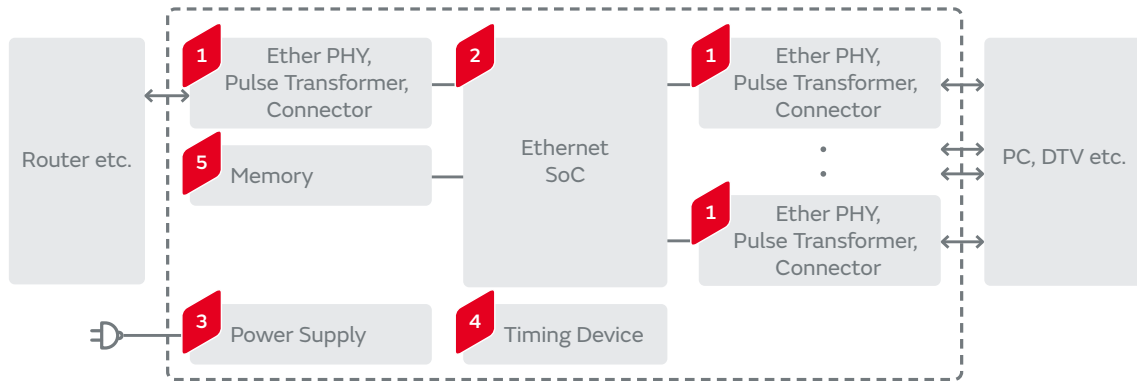 Router etc.
1
Ether PHY,
Pulse Transformer,
Connector
5
Memory
2
Ethernet
SoC
1
Ether PHY,
Pulse Transformer,
Connector
1
Ether PHY,
Pulse Transformer,
Connector
PC, DTV etc.
3
Power Supply
4
Timing Device